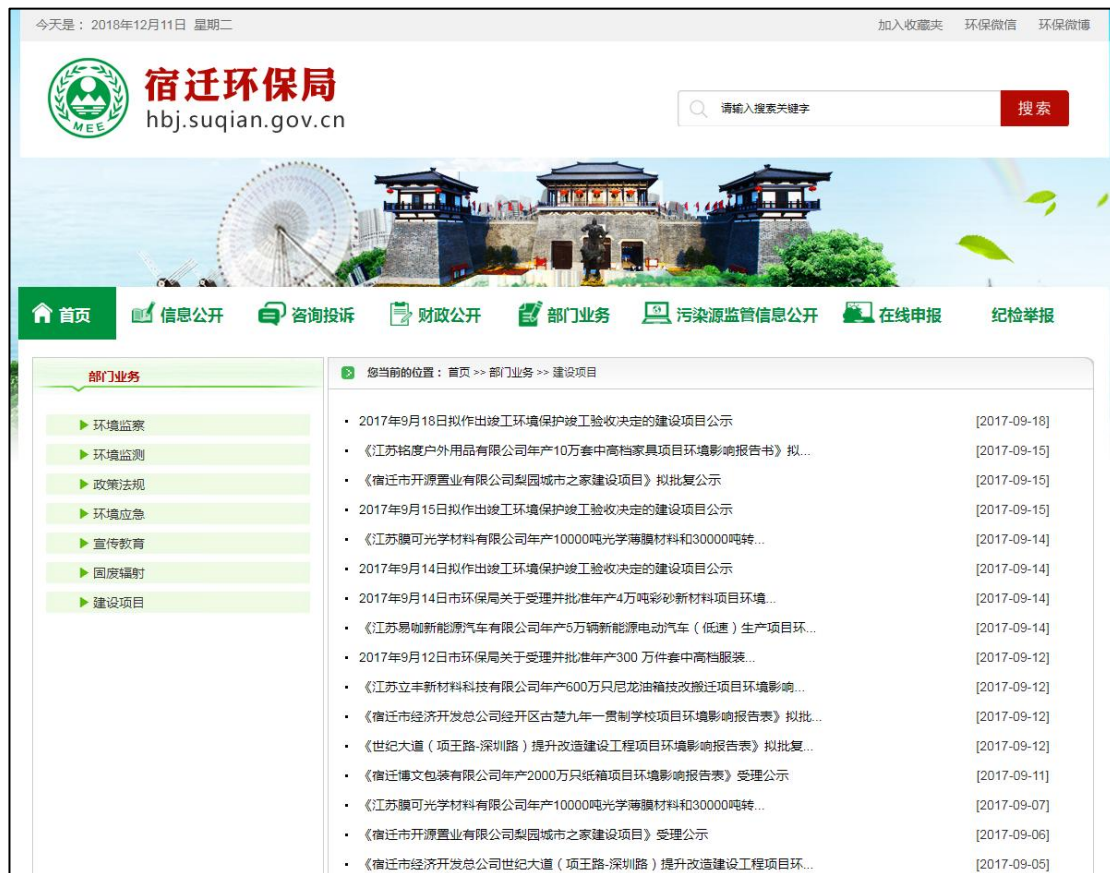 今天是： 2018年12月11日 星期二
加入收藏夹 环保微信 环保微博
宿迁环保局
hbj.suqian.gov.cn
MEE
请输入搜索关键字
搜索
首页 信息公开 咨询投诉 财政公开 部门业务 污染源监管信息公开 在线申报 纪检举报
部门业务
环境监察
环境监测
政策法规
环境应急
宣传教育
固废辐射
建设项目
您当前的位置： 首页 >> 部门业务 >> 建设项目
2017年9月18日拟作出竣工环境保护竣工验收决定的建设项目公示 [2017-09-18]
《江苏铭度户外用品有限公司年产10万套中高档家具项目环境影响报告书》拟... [2017-09-15]
《宿迁市开源置业有限公司梨园城市之家建设项目》拟批复公示 [2017-09-15]
2017年9月15日拟作出竣工环境保护竣工验收决定的建设项目公示 [2017-09-15]
《江苏膜可光学材料有限公司年产10000吨光学薄膜材料和30000吨转... [2017-09-14]
2017年9月14日拟作出竣工环境保护竣工验收决定的建设项目公示 [2017-09-14]
2017年9月14日市环保局关于受理并批准年产4万吨彩砂新材料项目环境... [2017-09-14]
《江苏易咖新能源汽车有限公司年产5万辆新能源电动汽车（低速）生产项目环... [2017-09-14]
2017年9月12日市环保局关于受理并批准年产300 万件套中高档服装... [2017-09-12]
《江苏立丰新材料科技有限公司年产600万只尼龙油箱技改搬迁项目环境影响... [2017-09-12]
《宿迁市经济开发总公司经开区古楚九年一贯制学校项目环境影响报告表》拟批... [2017-09-12]
《世纪大道（项王路-深圳路）提升改造建设工程项目环境影响报告表》拟批复... [2017-09-12]
《宿迁博文包装有限公司年产2000万只纸箱项目环境影响报告表》受理公示 [2017-09-11]
《江苏膜可光学材料有限公司年产10000吨光学薄膜材料和30000吨转... [2017-09-07]
《宿迁市开源置业有限公司梨园城市之家建设项目》受理公示 [2017-09-06]
《宿迁市经济开发总公司世纪大道（项王路-深圳路）提升改造建设工程项目环... [2017-09-05]